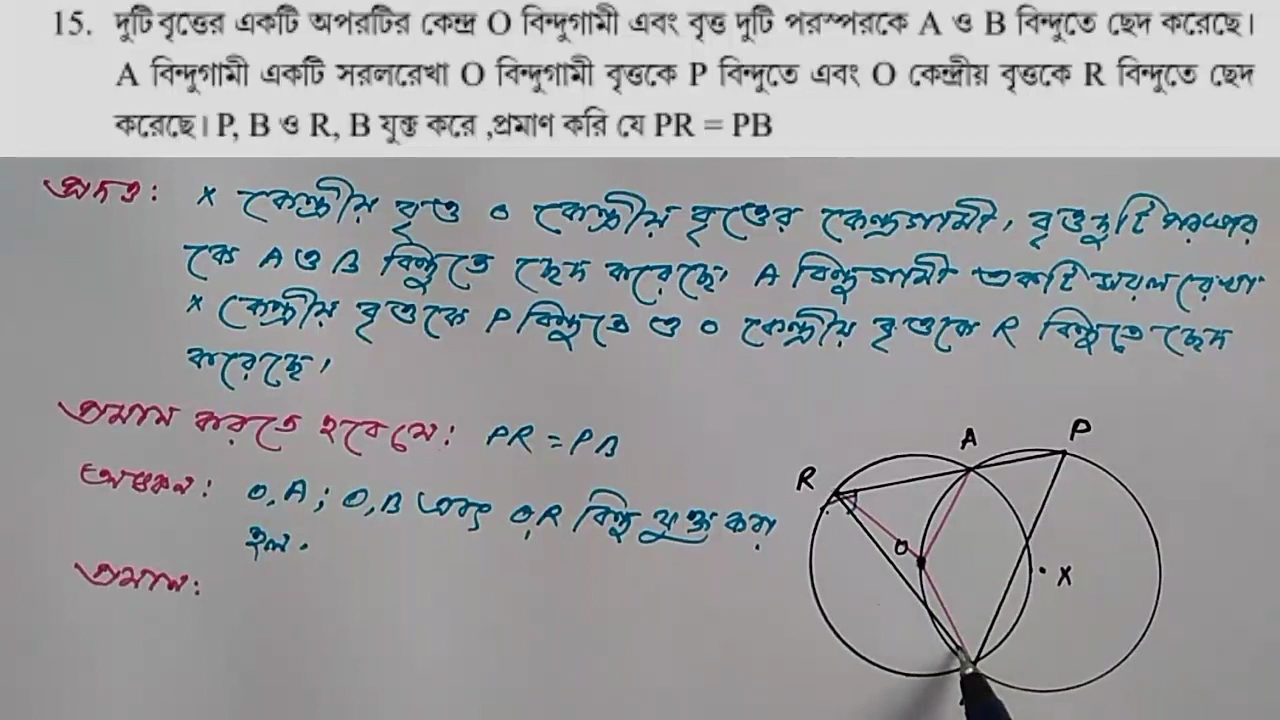 15. দুটি বৃত্তের একটি অপরটির কেন্দ্র O বিন্দুগামী এবং বৃত্ত দুটি পরস্পরকে A ও B বিন্দুতে ছেদ করেছে।
A বিন্দুগামী একটি সরলরেখা O বিন্দুগামী বৃত্তকে P বিন্দুতে এবং O কেন্দ্রীয় বৃত্তকে R বিন্দুতে ছেদ
করেছে। P, B ও R, B যুক্ত করে ,প্রমাণ করি যে PR = PB
প্রদত্ত: X কেন্দ্রীয় বৃত্ত O কেন্দ্রীয় বৃত্তের কেন্দ্রগামী। বৃত্তদুটি পরস্পর
কে A ও B বিন্দুতে ছেদ করেছে। A বিন্দুগামী একটি সরলরেখা
X কেন্দ্রীয় বৃত্তকে P বিন্দুতে ও O কেন্দ্রীয় বৃত্তকে R বিন্দুতে ছেদ
করেছে।
প্রমান করতে হবে যে: PR = PB
অঙ্কন: O, A ; O, B এবং O, R বিন্দু যুক্ত করা
হল.
প্রমান:
A
P
R
O
X